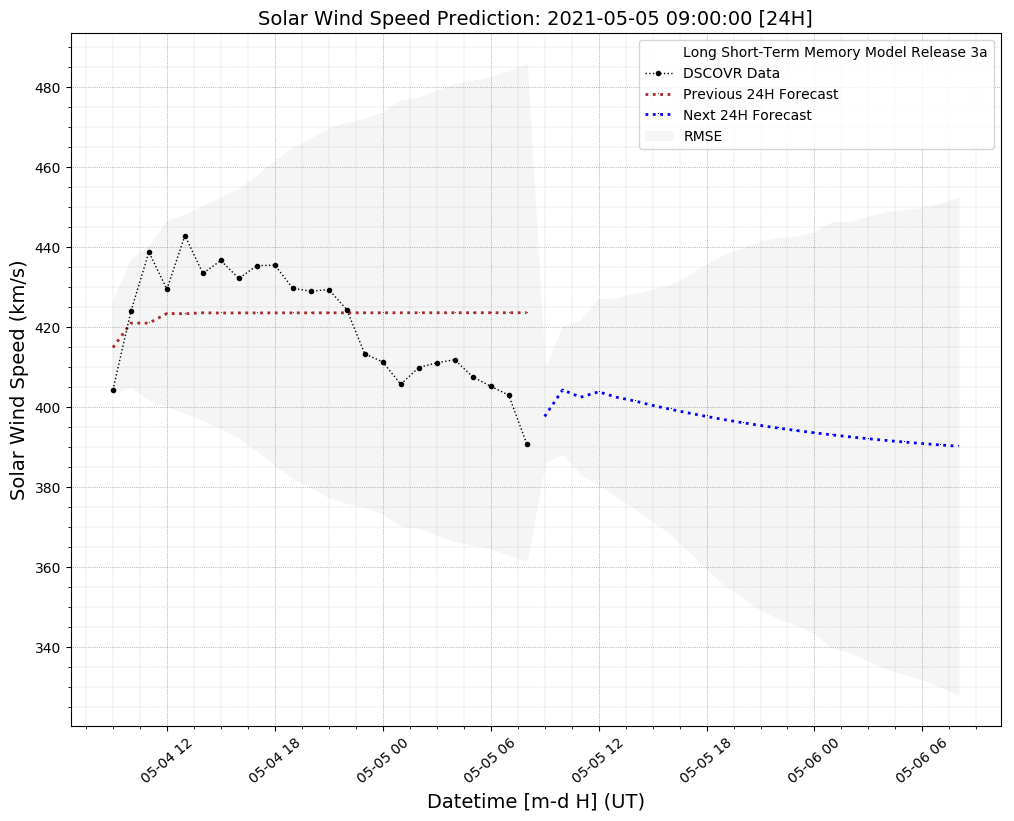 Solar Wind Speed Prediction: 2021-05-05 09:00:00 [24H]
Long Short-Term Memory Model Release 3a
DSCOVR Data
Previous 24H Forecast
Next 24H Forecast
RMSE
Solar Wind Speed (km/s)
480
460
440
420
400
380
360
340
05-04 12
05-04 18
05-05 00
05-05 06
05-05 12
05-05 18
05-06 00
05-06 06
Datetime [m-d H] (UT)